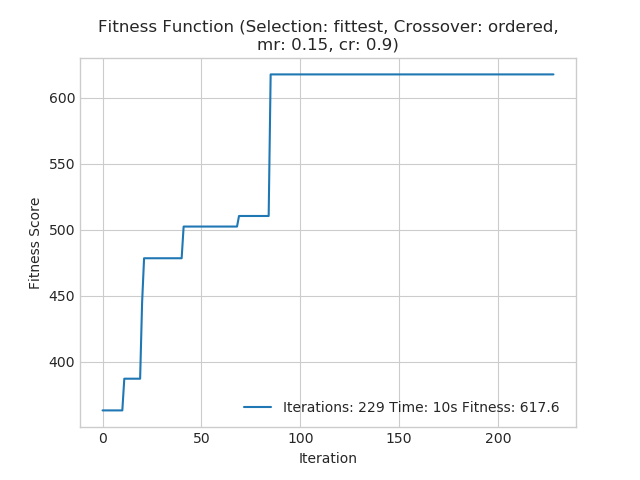 Fitness Function (Selection: fittest, Crossover: ordered,
mr: 0.15, cr: 0.9)
600
550
500
450
400
Fitness Score
Iterations: 229 Time: 10s Fitness: 617.6
0 50 100 150 200
Iteration